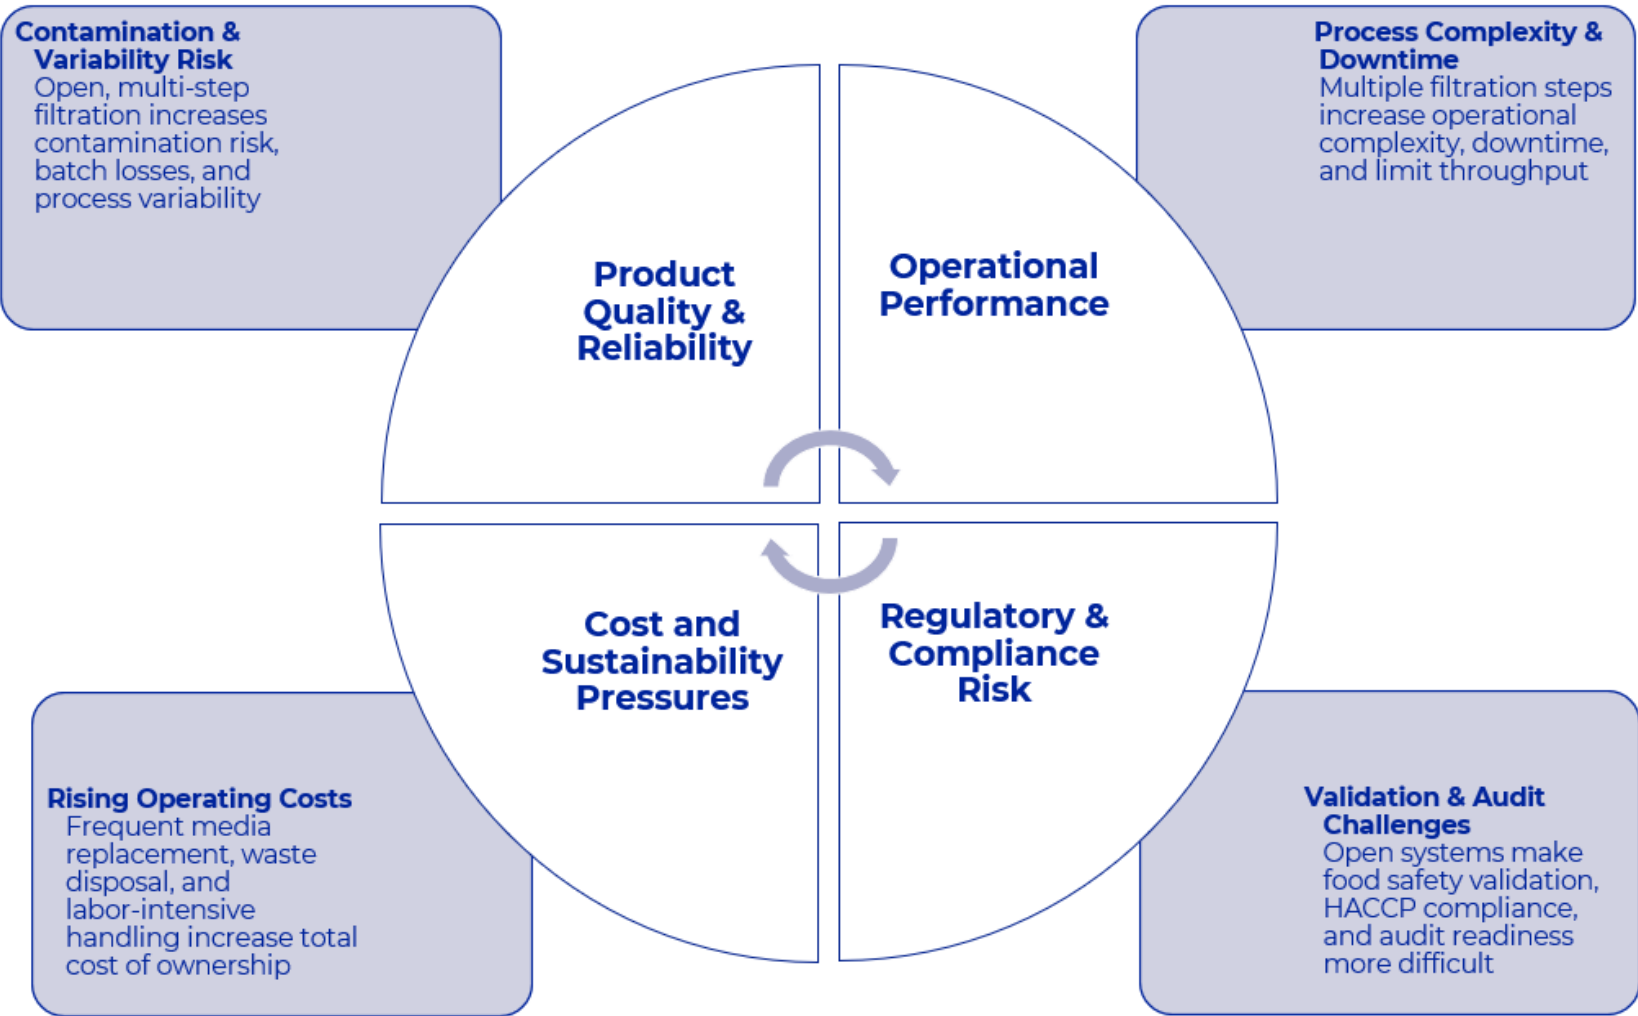 Contamination &
Variability Risk
Open, multi-step
filtration increases
contamination risk,
batch losses, and
process variability
Process Complexity &
Downtime
Multiple filtration steps
increase operational
complexity, downtime,
and limit throughput
Product
Quality &
Reliability
Operational
Performance
Cost and
Sustainability
Pressures
Regulatory &
Compliance
Risk
Rising Operating Costs
Frequent media
replacement, waste
disposal, and
labor-intensive
handling increase total
cost of ownership
Validation & Audit
Challenges
Open systems make
food safety validation,
HACCP compliance,
and audit readiness
more difficult